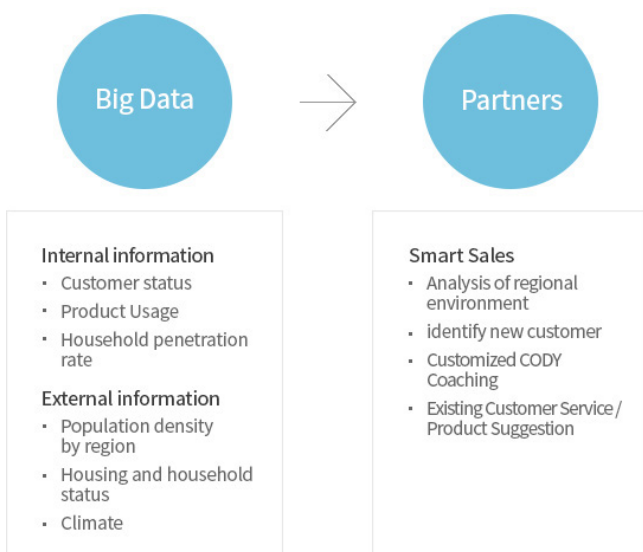 Big Data
Partners
Internal information
· Customer status
· Product Usage
· Household penetration
rate
External information
· Population density
by region
· Housing and household
status
· Climate
Smart Sales
· Analysis of regional
environment
· identify new customer
· Customized CODY
Coaching
· Existing Customer Service /
Product Suggestion